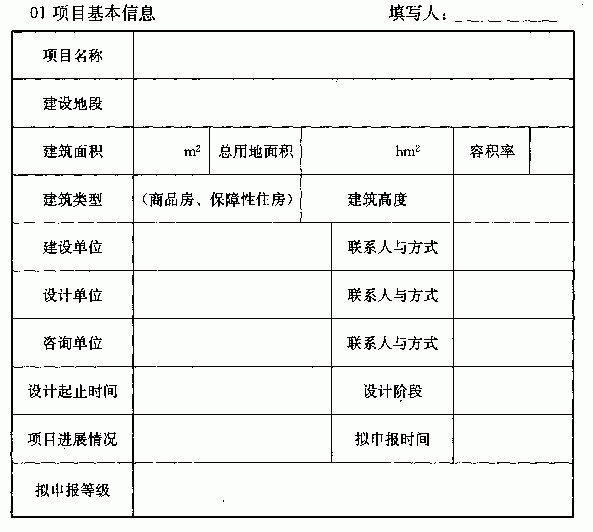 01 项目基本信息 填写人：
项目名称
建设地段
建筑面积 m² 总用地面积 hm² 容积率
建筑类型 （商品房、保障性住房） 建筑高度
建设单位 联系人与方式
设计单位 联系人与方式
咨询单位 联系人与方式
设计起止时间 设计阶段
项目进展情况 拟申报时间
拟申报等级